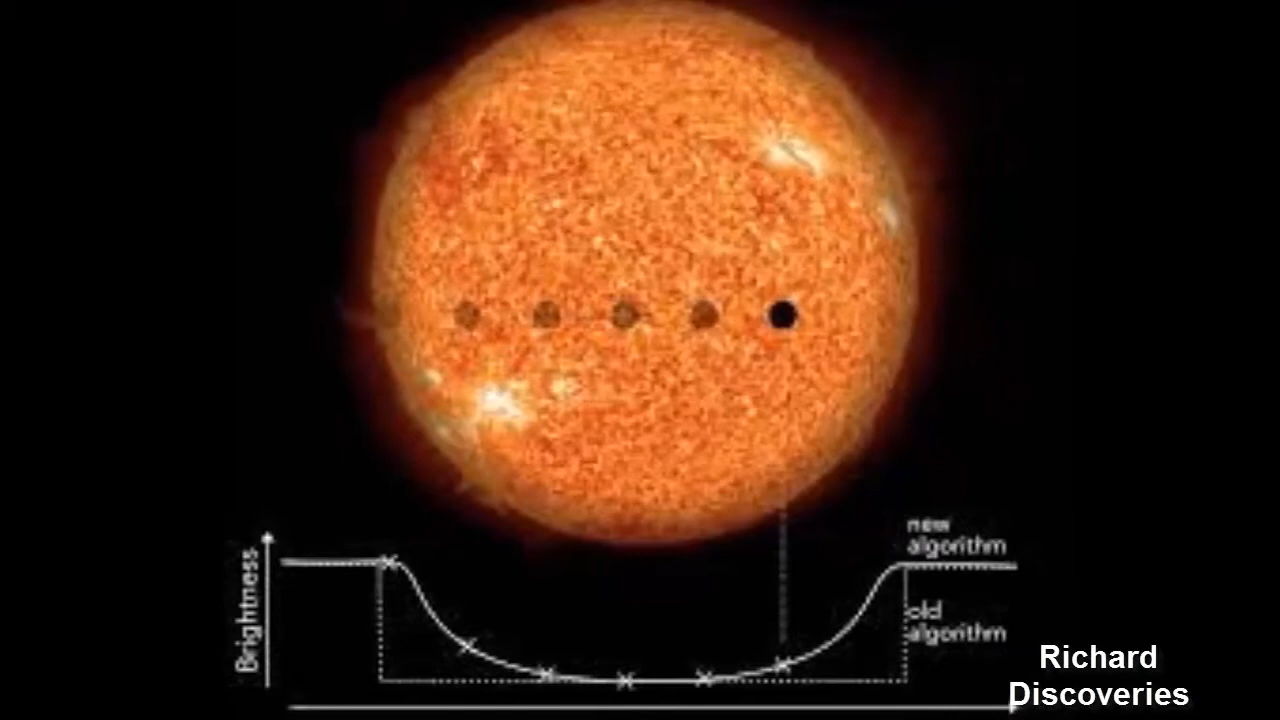 new
algorithm
Brightness
old
algorithm
Richard
Discoveries